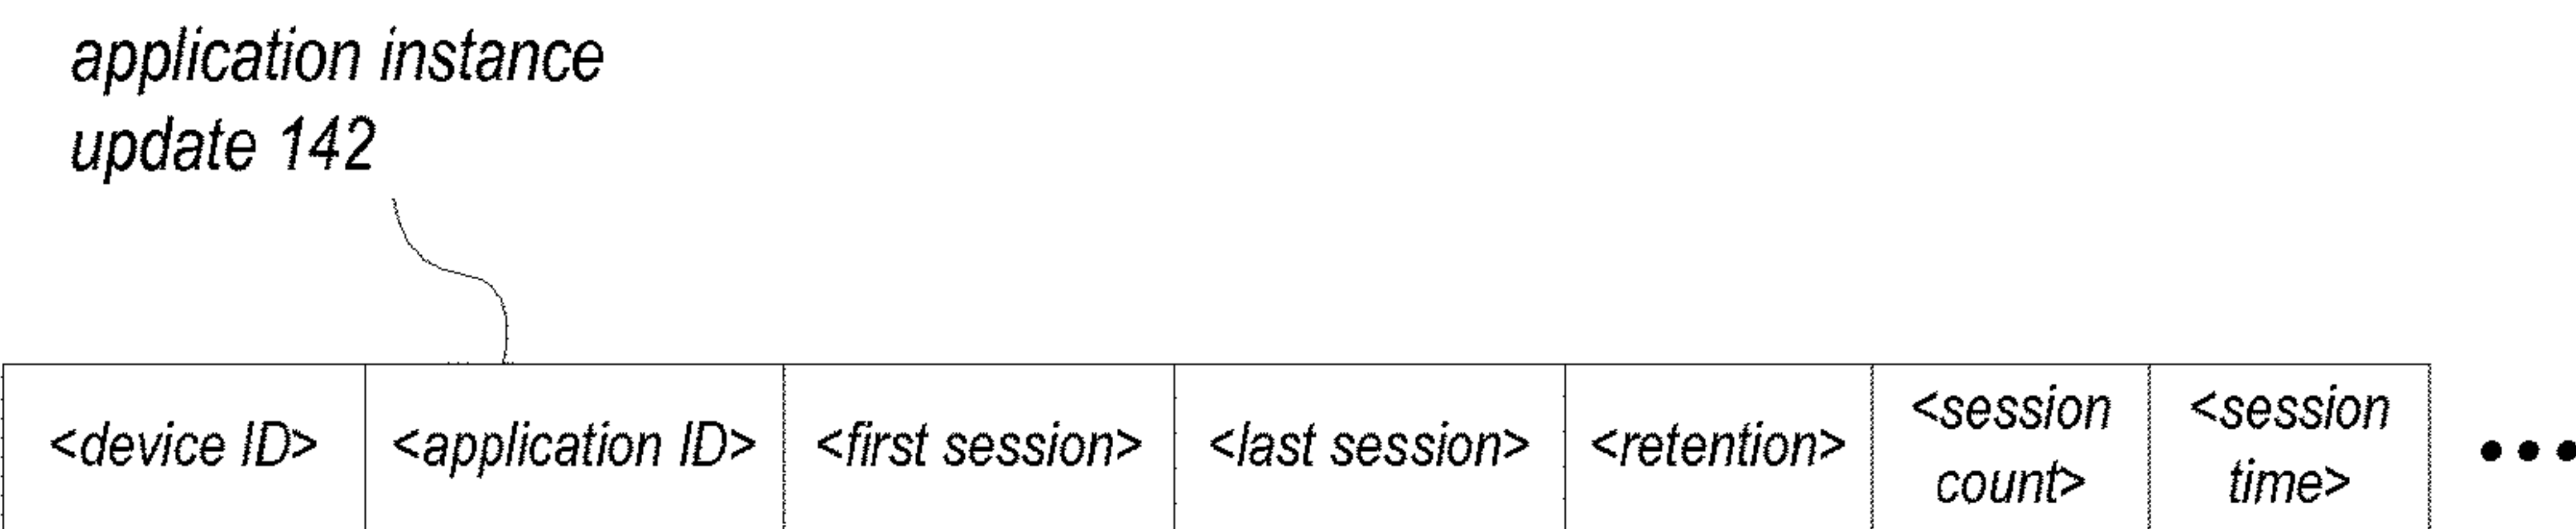 application instance
update 142
<device ID> <application ID> <first session> <last session> <retention> <session count> <session time> •••